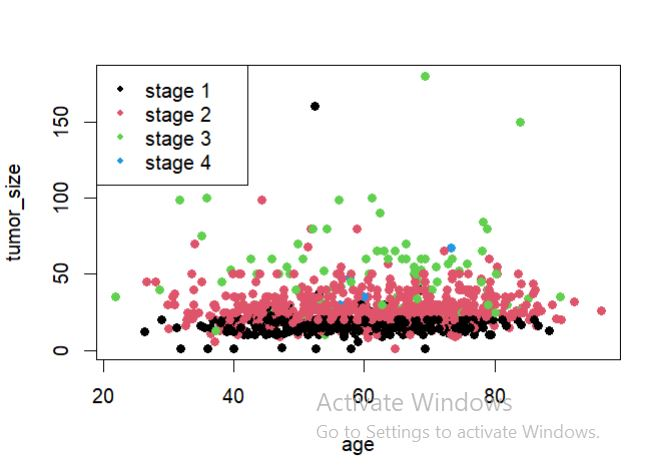 stage 1
stage 2
stage 3
stage 4
tumor_size
150
100
50
0
20 40 60 80
age
Activate Windows
Go to Settings to activate Windows.